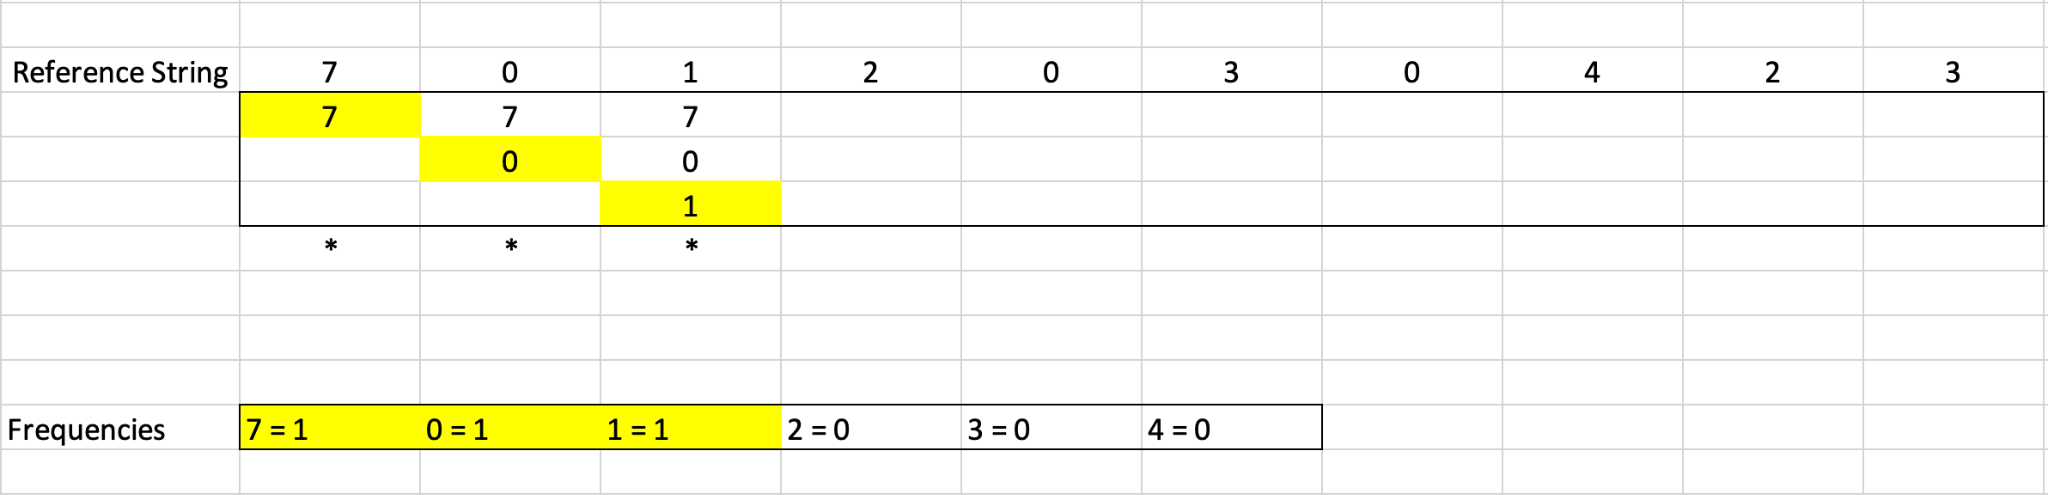 Reference String 7 0 1 2 0 3 0 4 2 3
7 7 7
0 0
1
* * *
Frequencies 7 = 1 0 = 1 1 = 1 2 = 0 3 = 0 4 = 0